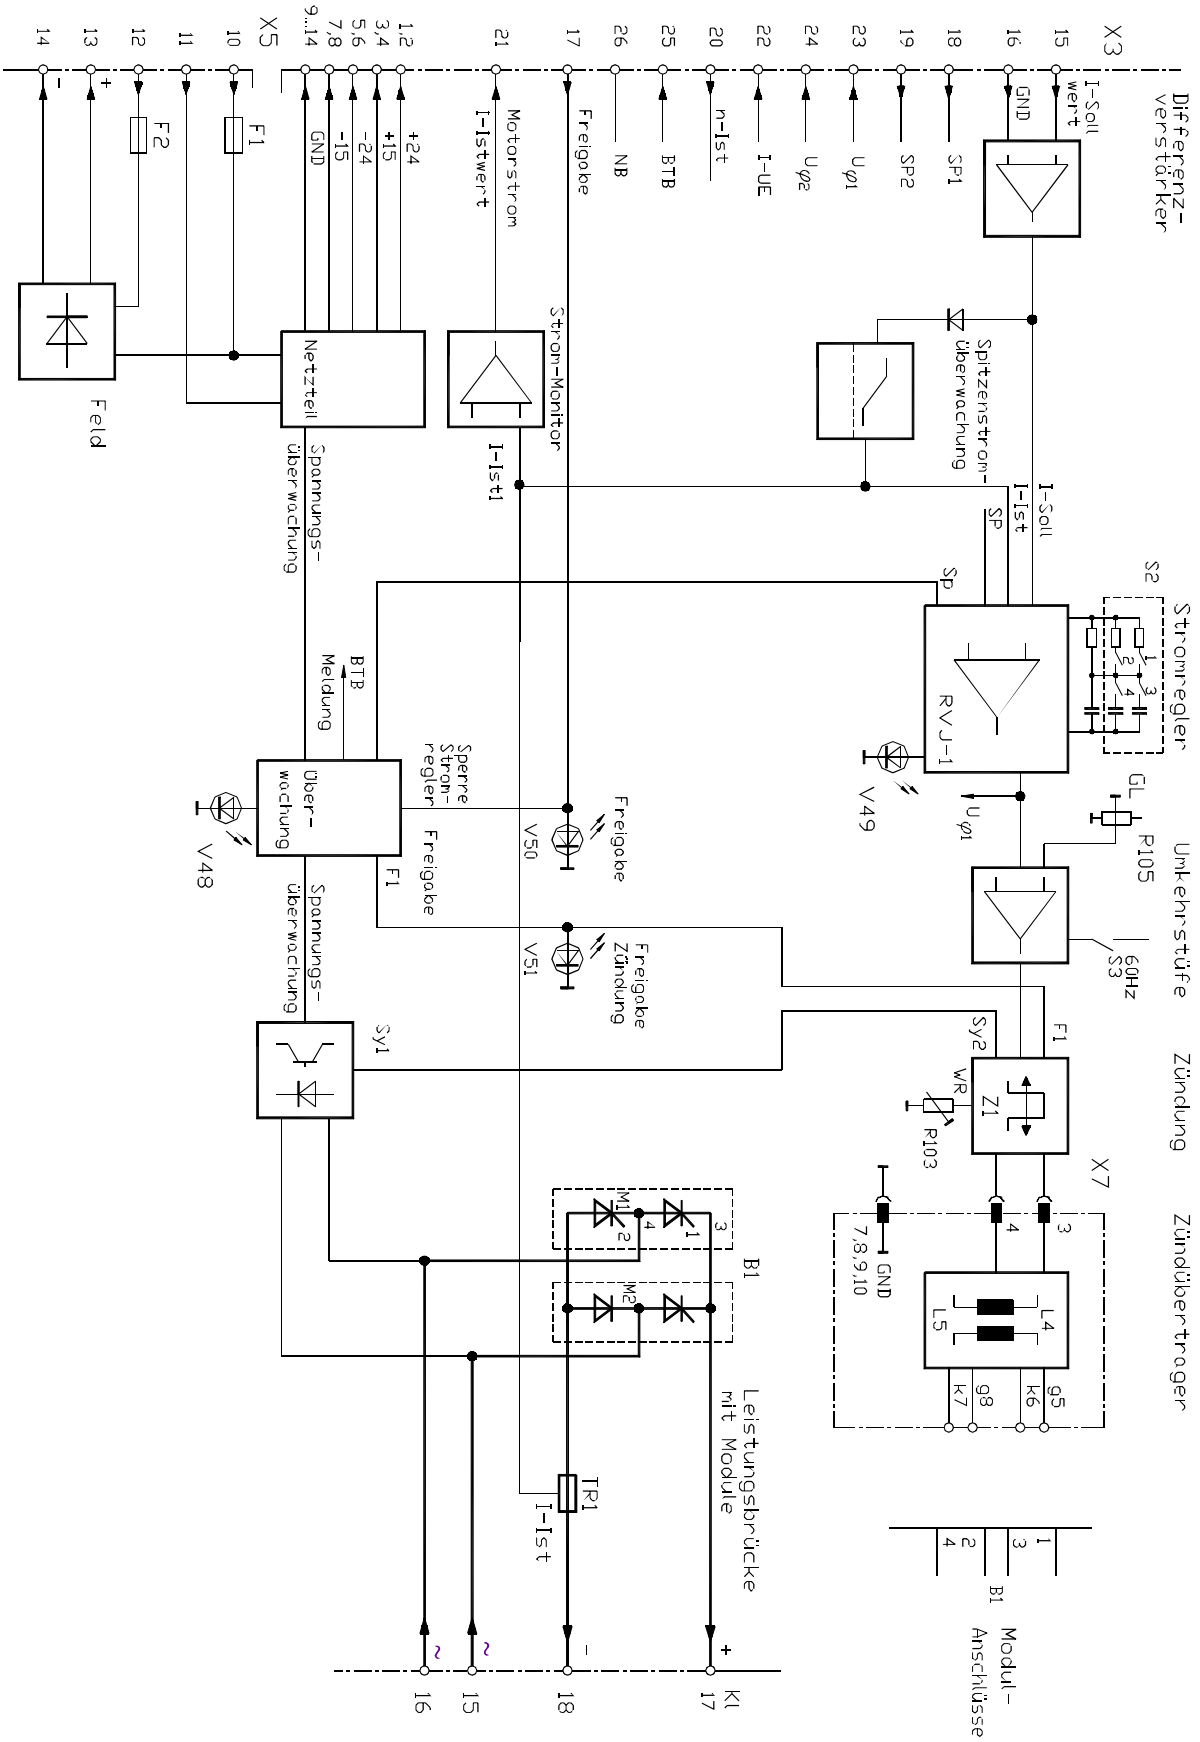 Differenz-
verstärker
Stromregler
Umkehrstüfe
Zündung
Zündübertrager
X3
15
16
18
19
23
24
22
20
25
26
17
21
1,2
3,4
5,6
7,8
9...14
X5
10
11
12
13
14
I-Soll
wert
GND
SP1
SP2
Uφ1
Uφ2
I-UE
n-Ist
BTB
NB
Freigabe
Motorstrom
I-Istwert
+24
+15
-24
-15
GND
F1
F2
+
-
Spitzenstrom-
überwachung
I-Soll
I-Ist
SP
Sp
S2
1
2
3
4
RVJ-1
V49
Uφ1
GL
R105
60Hz
S3
F1
Sy2
WR
Z1
R103
X7
3
4
7,8,9,10
GND
L4
L5
g5
k6
g8
k7
1
3
2
4
B1
Modul-
Anschlüsse
Strom-Monitor
I-Ist1
Netzteil
Feld
Spannungs-
überwachung
BTB
Meldung
Sperre
Strom-
regler
Über-
wachung
V48
Freigabe
V50
Freigabe
F1
Freigabe
Zündung
V51
Spannungs-
überwachung
Sy1
B1
3
M1
1
4
2
M2
Leistungsbrücke
mit Module
TR1
I-Ist
Kl
+
17
-
18
~
15
~
16